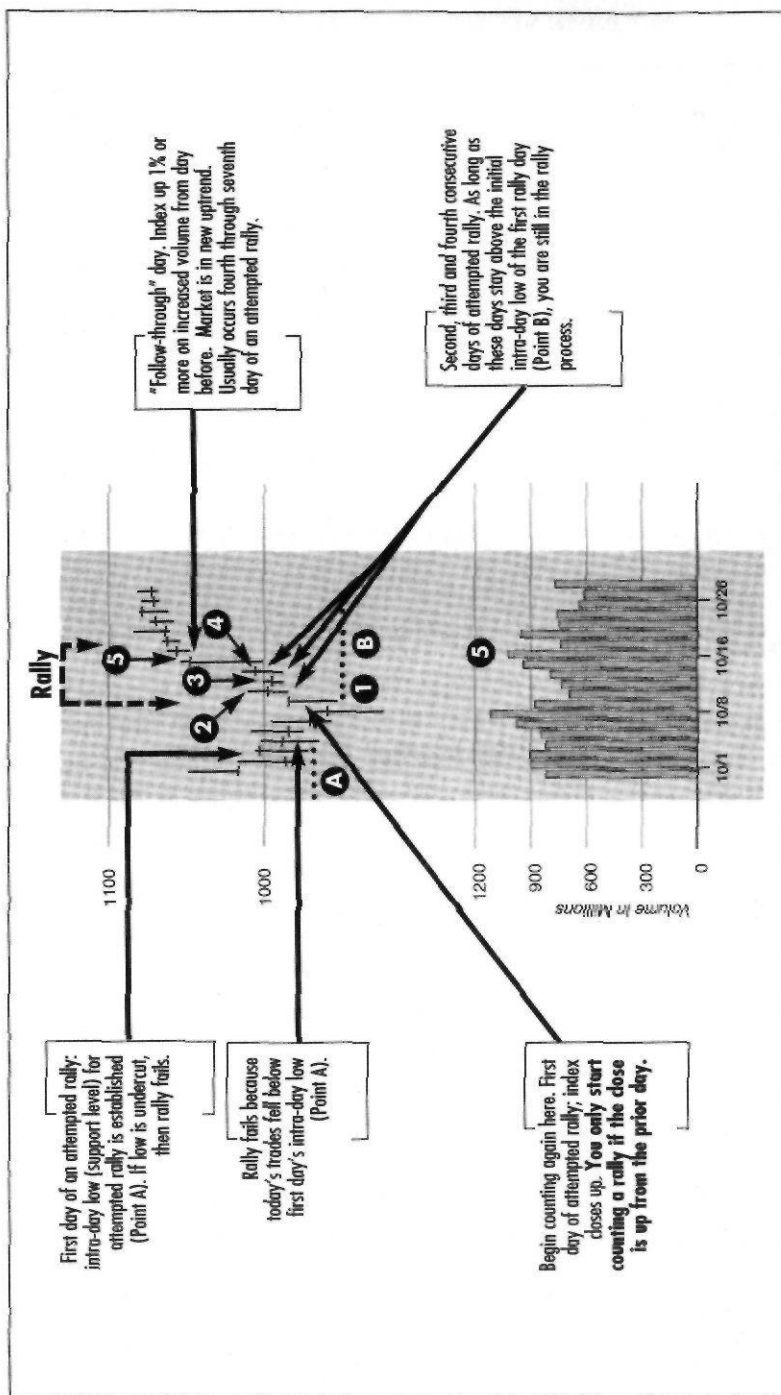 First day of an attempted rally:
intra-day low (support level) for
attempted rally is established
(Point A). If low is undercut,
then rally fails.
Rally fails because
today's trades fell below
first day's intra-day low
(Point A).
Begin counting again here. First
day of attempted rally; index
closes up. You only start
counting a rally if the close
is up from the prior day.
Rally
1100
1000
A
1
B
2
3
4
5
"Follow-through" day. Index up 1% or
more on increased volume from day
before. Market is in new uptrend.
Usually occurs fourth through seventh
day of an attempted rally.
Second, third and fourth consecutive
days of attempted rally. As long as
these days stay above the initial
intra-day low of the first rally day
(Point B), you are still in the rally
process.
Volume In Millions
1200
900
600
300
0
5
10/1
10/8
10/16
10/26